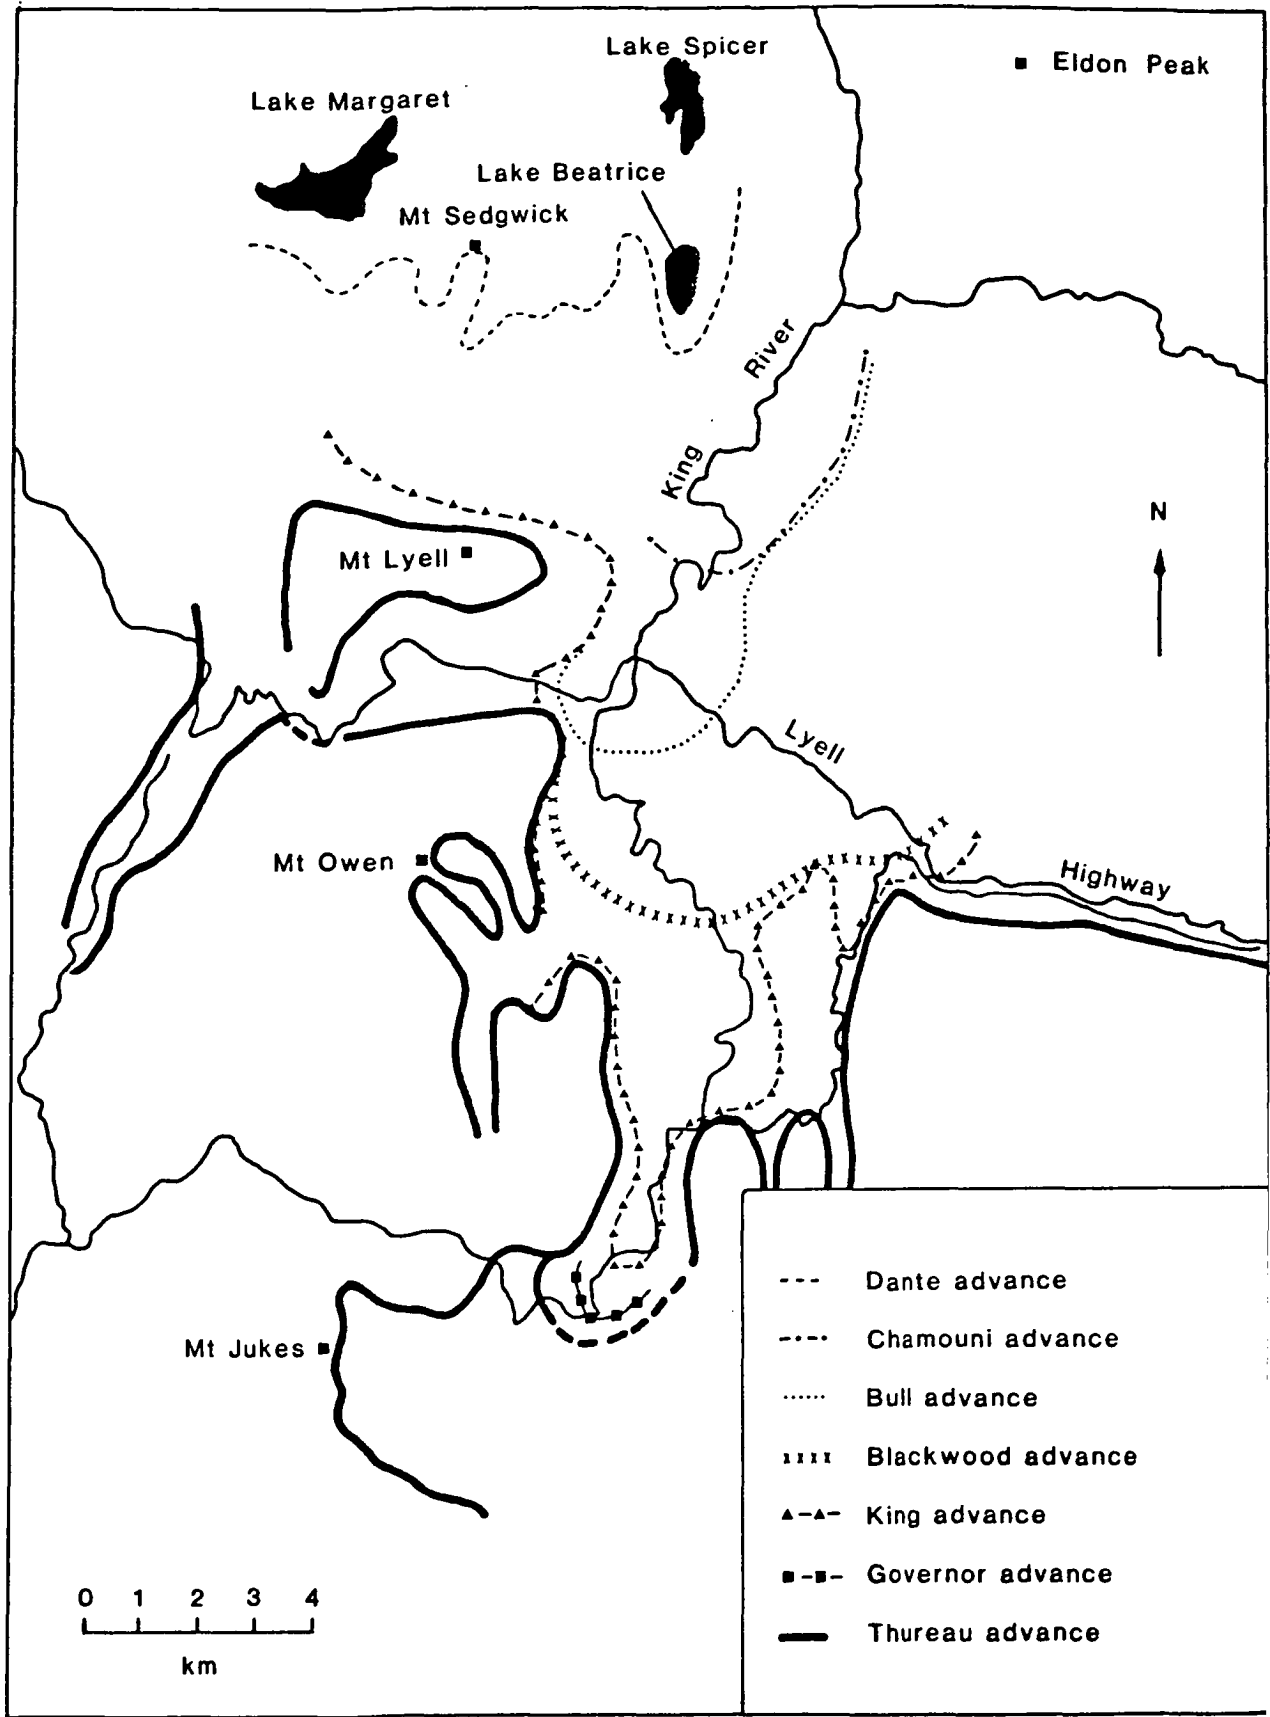 Lake Spicer
Eldon Peak
Lake Margaret
Lake Beatrice
Mt Sedgwick
King River
N
Mt Lyell
Lyell Highway
Mt Owen
Mt Jukes
Dante advance
Chamouni advance
Bull advance
Blackwood advance
King advance
Governor advance
Thureau advance
0 1 2 3 4
km